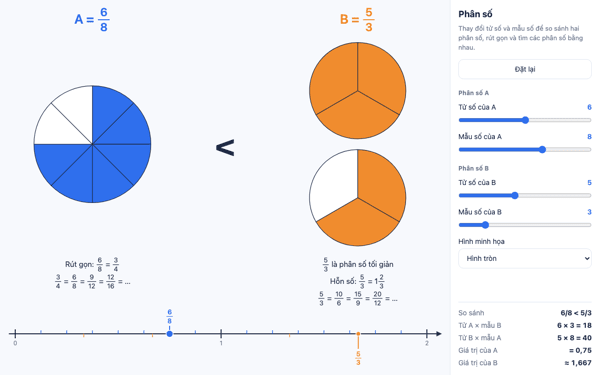 A = 6/8
B = 5/3
<
Rút gọn: 6/8 = 3/4
3/4 = 6/8 = 9/12 = 12/16 = ...
5/3 là phân số tối giản
Hỗn số: 5/3 = 1 2/3
5/3 = 10/6 = 15/9 = 20/12 = ...
6/8
0 1 2
5/3
Phân số
Thay đổi tử số và mẫu số để so sánh hai
phân số, rút gọn và tìm các phân số bằng
nhau.
Đặt lại
Phân số A
Tử số của A 6
Mẫu số của A 8
Phân số B
Tử số của B 5
Mẫu số của B 3
Hình minh họa
Hình tròn
So sánh 6/8 < 5/3
Tử A × mẫu B 6 × 3 = 18
Tử B × mẫu A 5 × 8 = 40
Giá trị của A = 0,75
Giá trị của B ≈ 1,667